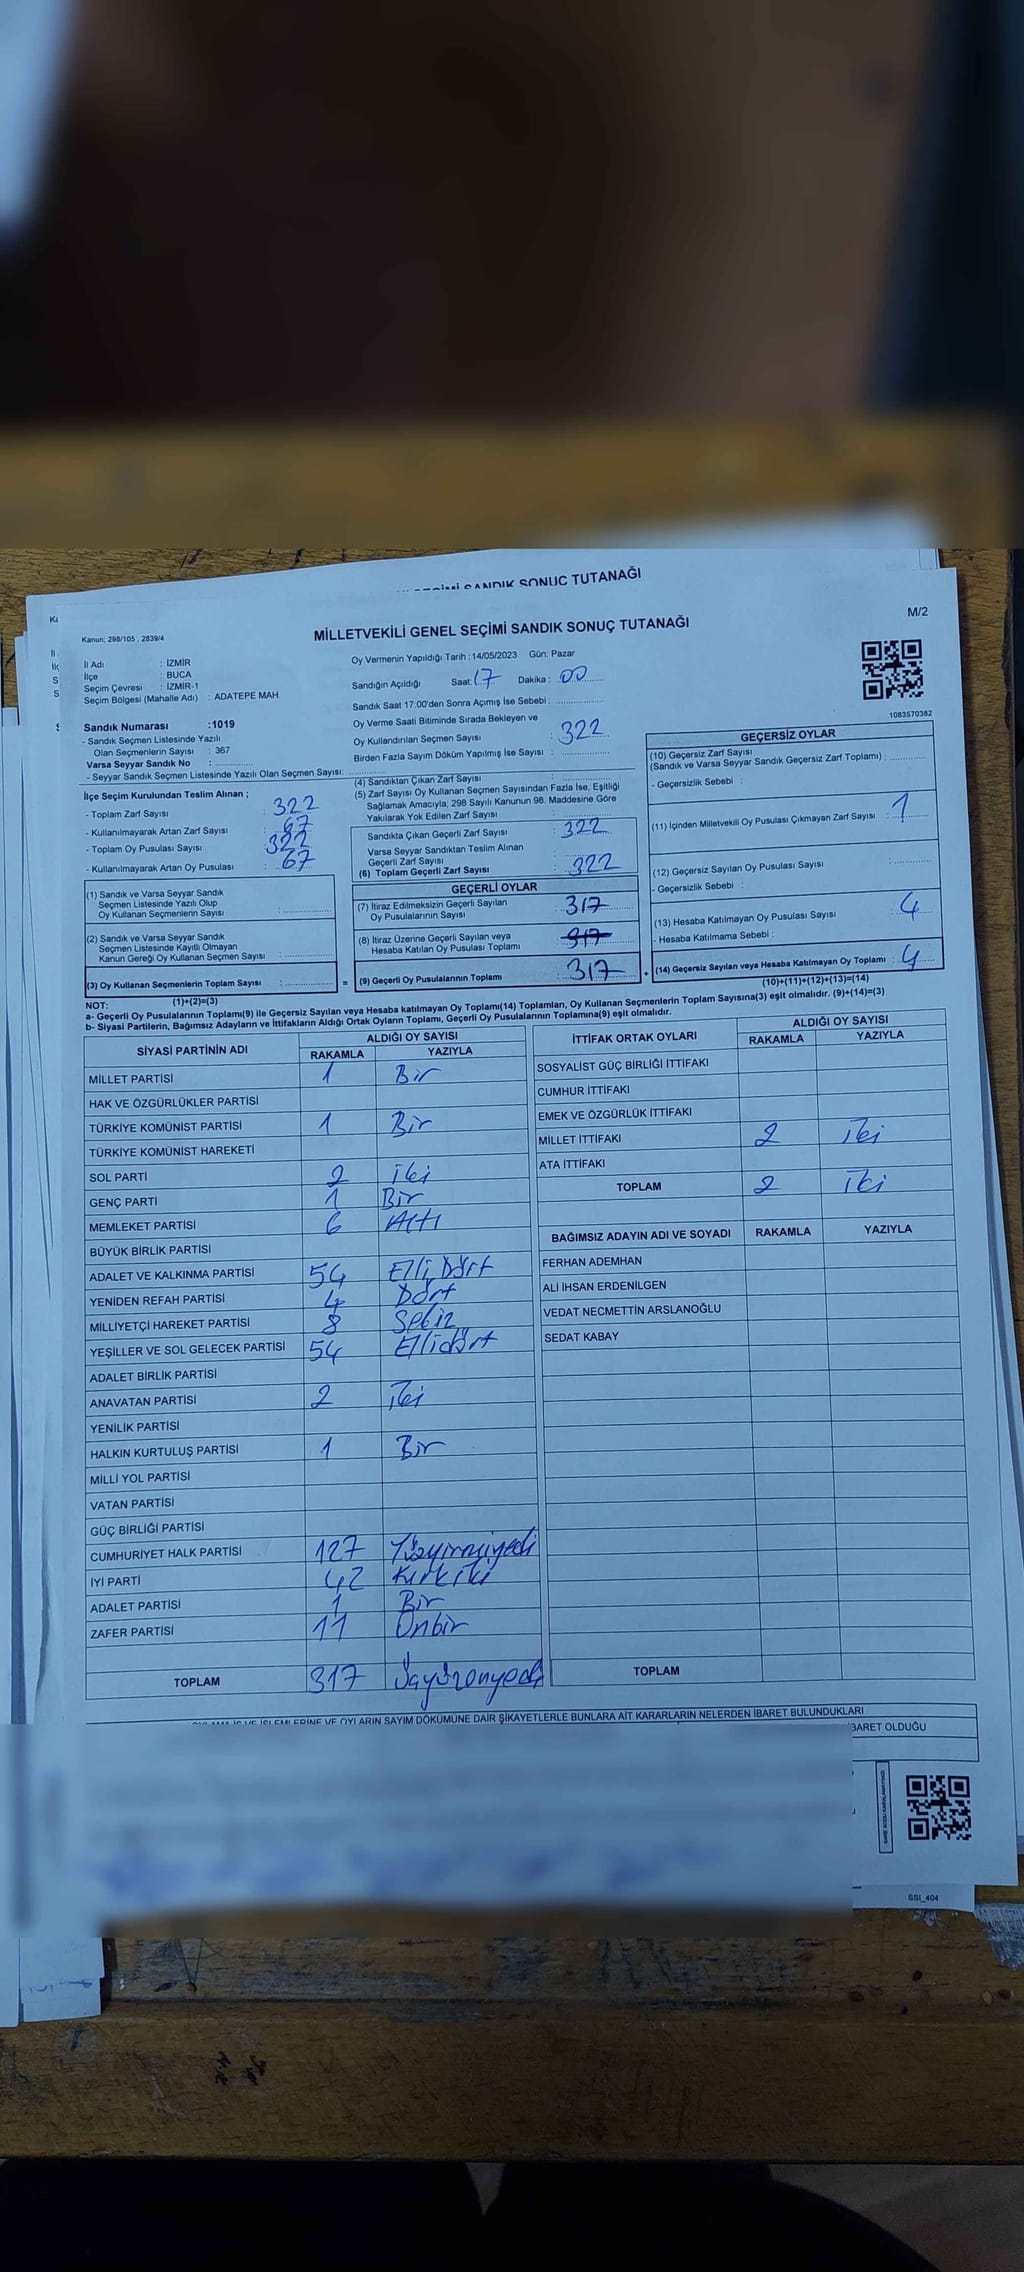 SEÇİMİ SANDIK SONUÇ TUTANAĞI
Kanun; 298/105 , 2839/4
MİLLETVEKİLİ GENEL SEÇİMİ SANDIK SONUÇ TUTANAĞI
M/2
İl Adı : İZMİR
İlçe : BUCA
Seçim Çevresi : İZMİR-1
Seçim Bölgesi (Mahalle Adı) : ADATEPE MAH.
Sandık Numarası :1019
- Sandık Seçmen Listesinde Yazılı
Olan Seçmenlerin Sayısı : 367
Varsa Seyyar Sandık No :
- Seyyar Sandık Seçmen Listesinde Yazılı Olan Seçmen Sayısı:
Oy Vermenin Yapıldığı Tarih :14/05/2023 Gün: Pazar
Sandığın Açıldığı Saat: 17 Dakika : 00
Sandık Saat 17:00'den Sonra Açımış İse Sebebi :
Oy Verme Saati Bitiminde Sırada Bekleyen ve
Oy Kullandırılan Seçmen Sayısı : 322
Birden Fazla Sayım Döküm Yapılmış İse Sayısı :
1083570382
İlçe Seçim Kurulundan Teslim Alınan ;
- Toplam Zarf Sayısı : 322
- Kullanılmayarak Artan Zarf Sayısı : 67
- Toplam Oy Pusulası Sayısı : 322
- Kullanılmayarak Artan Oy Pusulası : 67
(1) Sandık ve Varsa Seyyar Sandık
Seçmen Listesinde Yazılı Olup
Oy Kullanan Seçmenlerin Sayısı :
(2) Sandık ve Varsa Seyyar Sandık
Seçmen Listesinde Kayıtlı Olmayan
Kanun Gereği Oy Kullanan Seçmen Sayısı :
(3) Oy Kullanan Seçmenlerin Toplam Sayısı :
(1)+(2)=(3)
(4) Sandıktan Çıkan Zarf Sayısı :
(5) Zarf Sayısı Oy Kullanan Seçmen Sayısından Fazla İse, Eşitliği
Sağlamak Amacıyla; 298 Sayılı Kanunun 98. Maddesine Göre
Yakılarak Yok Edilen Zarf Sayısı :
Sandıkta Çıkan Geçerli Zarf Sayısı : 322
Varsa Seyyar Sandıktan Teslim Alınan
Geçerli Zarf Sayısı :
(6) Toplam Geçerli Zarf Sayısı : 322
GEÇERLİ OYLAR
(7) İtiraz Edilmeksizin Geçerli Sayılan
Oy Pusulalarının Sayısı : 317
(8) İtiraz Üzerine Geçerli Sayılan veya
Hesaba Katılan Oy Pusulası Toplamı : 317
= (9) Geçerli Oy Pusulalarının Toplamı : 317
GEÇERSİZ OYLAR
(10) Geçersiz Zarf Sayısı
(Sandık ve Varsa Seyyar Sandık Geçersiz Zarf Toplamı) :
- Geçersizlik Sebebi :
(11) İçinden Milletvekili Oy Pusulası Çıkmayan Zarf Sayısı : 1
(12) Geçersiz Sayılan Oy Pusulası Sayısı :
- Geçersizlik Sebebi :
(13) Hesaba Katılmayan Oy Pusulası Sayısı : 4
- Hesaba Katılmama Sebebi :
+ (14) Geçersiz Sayılan veya Hesaba Katılmayan Oy Toplamı : 4
(10)+(11)+(12)+(13)=(14)
NOT:
a- Geçerli Oy Pusulaları Toplamı(9) ile Geçersiz Sayılan veya Hesaba katılmayan Oy Toplamı(14) Toplamları, Oy Kullanan Seçmenlerin Toplam Sayısına(3) eşit olmalıdır. (9)+(14)=(3)
b- Siyasi Partilerin, Bağımsız Adayların ve İttifakların Aldığı Ortak Oyların Toplamı, Geçerli Oy Pusulalarının Toplamına(9) eşit olmalıdır.
SİYASİ PARTİNİN ADI ALDIĞI OY SAYISI
RAKAMLA YAZIYLA
MİLLET PARTİSİ 1 Bir
HAK VE ÖZGÜRLÜKLER PARTİSİ
TÜRKİYE KOMÜNİST PARTİSİ 1 Bir
TÜRKİYE KOMÜNİST HAREKETİ
SOL PARTİ 2 iki
GENÇ PARTİ 1 Bir
MEMLEKET PARTİSİ 6 Altı
BÜYÜK BİRLİK PARTİSİ
ADALET VE KALKINMA PARTİSİ 54 Elli Dört
YENİDEN REFAH PARTİSİ 4 Dört
MİLLİYETÇİ HAREKET PARTİSİ 8 Sekiz
YEŞİLLER VE SOL GELECEK PARTİSİ 54 Ellidört
ADALET BİRLİK PARTİSİ
ANAVATAN PARTİSİ 2 iki
YENİLİK PARTİSİ
HALKIN KURTULUŞ PARTİSİ 1 Bir
MİLLİ YOL PARTİSİ
VATAN PARTİSİ
GÜÇ BİRLİĞİ PARTİSİ
CUMHURİYET HALK PARTİSİ 127 Yüzyirmiyedi
İYİ PARTİ 42 Kırkiki
ADALET PARTİSİ 1 Bir
ZAFER PARTİSİ 11 Onbir
TOPLAM 317 Üçyüzonyedi
İTTİFAK ORTAK OYLARI ALDIĞI OY SAYISI
RAKAMLA YAZIYLA
SOSYALİST GÜÇ BİRLİĞİ İTTİFAKI
CUMHUR İTTİFAKI
EMEK VE ÖZGÜRLÜK İTTİFAKI
MİLLET İTTİFAKI 2 iki
ATA İTTİFAKI
TOPLAM 2 iki
BAĞIMSIZ ADAYIN ADI VE SOYADI RAKAMLA YAZIYLA
FERHAN ADEMHAN
ALİ İHSAN ERDENİLGEN
VEDAT NECMETTİN ARSLANOĞLU
SEDAT KABAY
TOPLAM
OYLAMA İŞ VE İŞLEMLERİNE VE OYLARIN SAYIM DÖKÜMÜNE DAİR ŞİKAYETLERLE BUNLARA AİT KARARLARIN NELERDEN İBARET BULUNDUKLARI
İBARET OLDUĞU
SSI_404